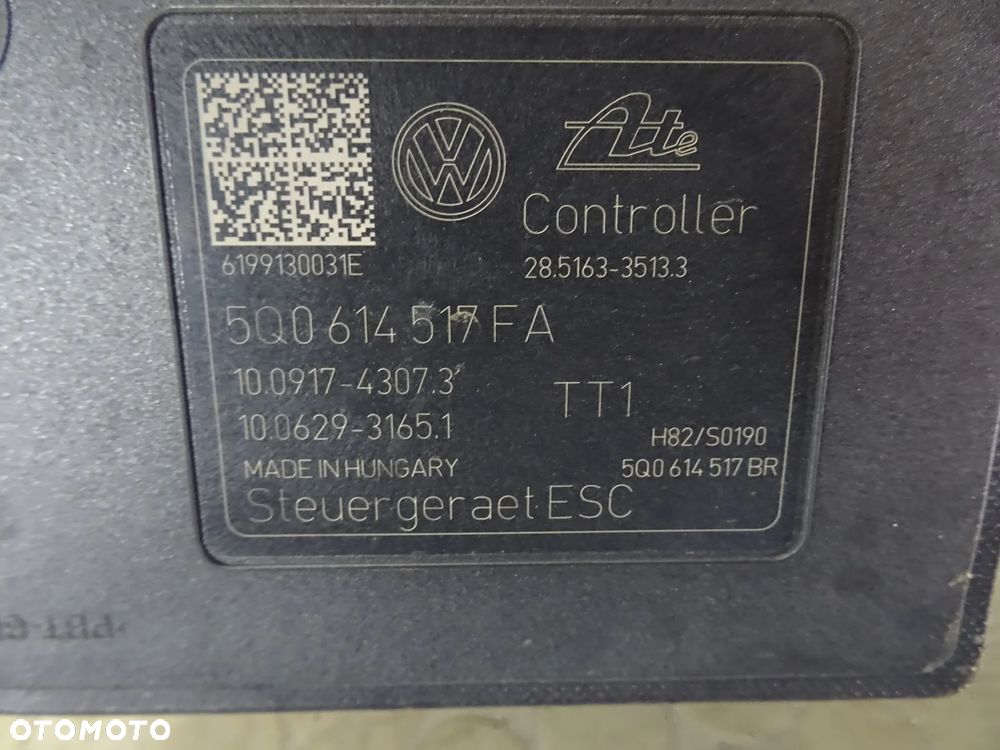 VW
Ate
Controller
6199130031E
28.5163-3513.3
5Q0 614 517 FA
10.0917-4307.3
TT1
10.0629-3165.1
H82/S0190
MADE IN HUNGARY
5Q0 614 517 BR
Steuergeraet ESC
OTOMOTO